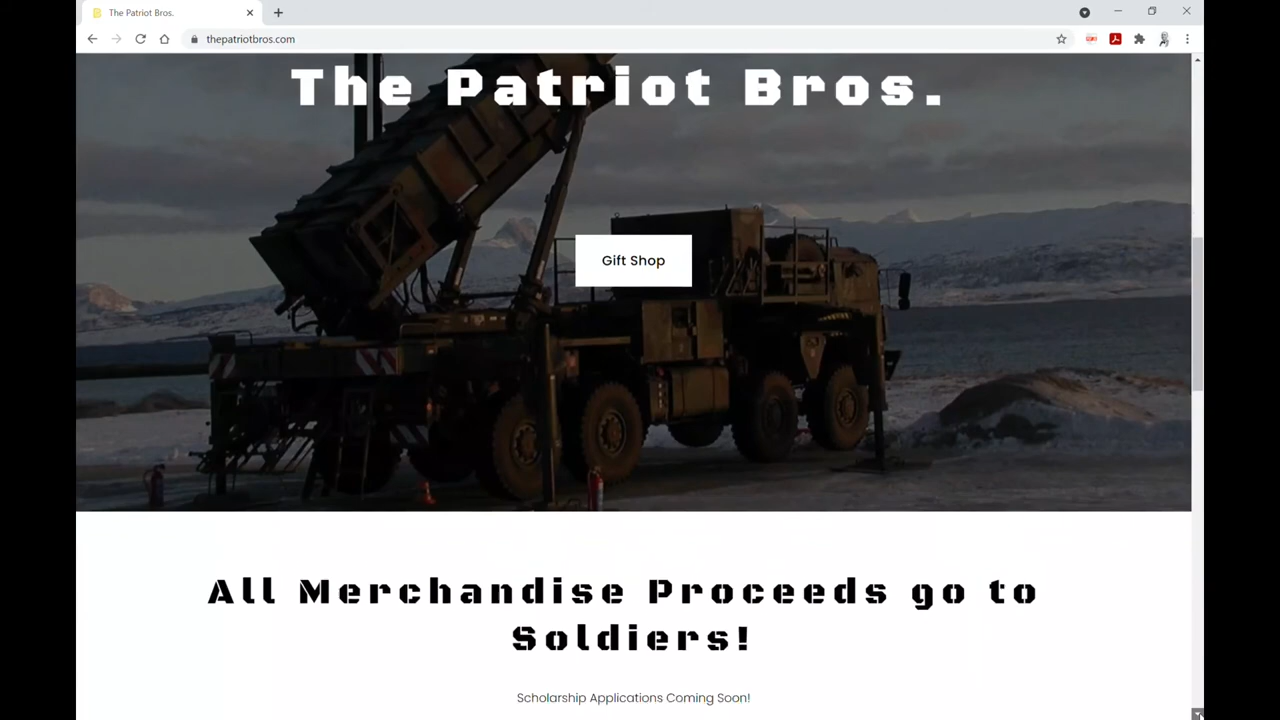 The Patriot Bros.
thepatriotbros.com
The Patriot Bros.
Gift Shop
All Merchandise Proceeds go to
Soldiers!
Scholarship Applications Coming Soon!